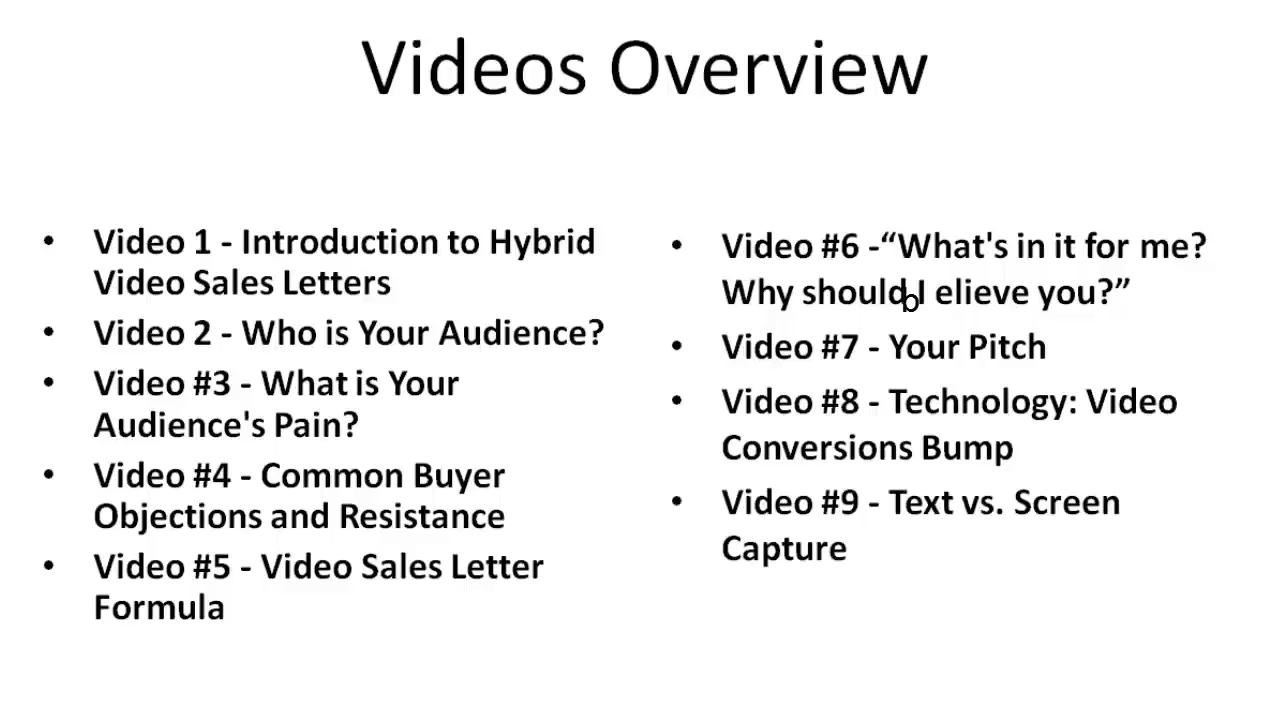 Videos Overview
• Video 1 - Introduction to Hybrid
Video Sales Letters
• Video 2 - Who is Your Audience?
• Video #3 - What is Your
Audience's Pain?
• Video #4 - Common Buyer
Objections and Resistance
• Video #5 - Video Sales Letter
Formula
• Video #6 -“What's in it for me?
Why should I elieve you?”
b
• Video #7 - Your Pitch
• Video #8 - Technology: Video
Conversions Bump
• Video #9 - Text vs. Screen
Capture